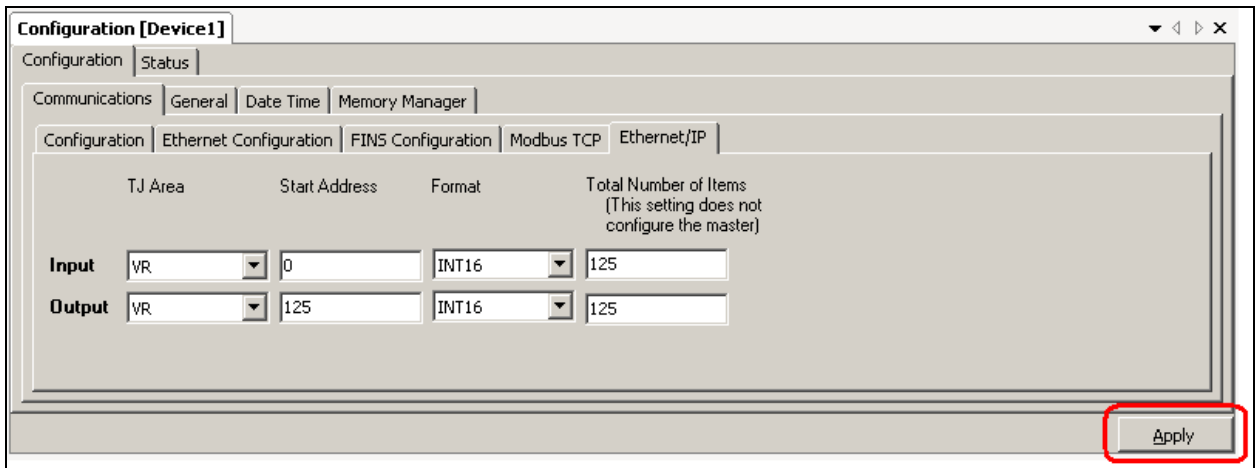 Configuration [Device1]
Configuration Status
Communications General Date Time Memory Manager
Configuration Ethernet Configuration FINS Configuration Modbus TCP Ethernet/IP
TJ Area Start Address Format Total Number of Items
(This setting does not
configure the master)
Input VR 0 INT16 125
Output VR 125 INT16 125
Apply